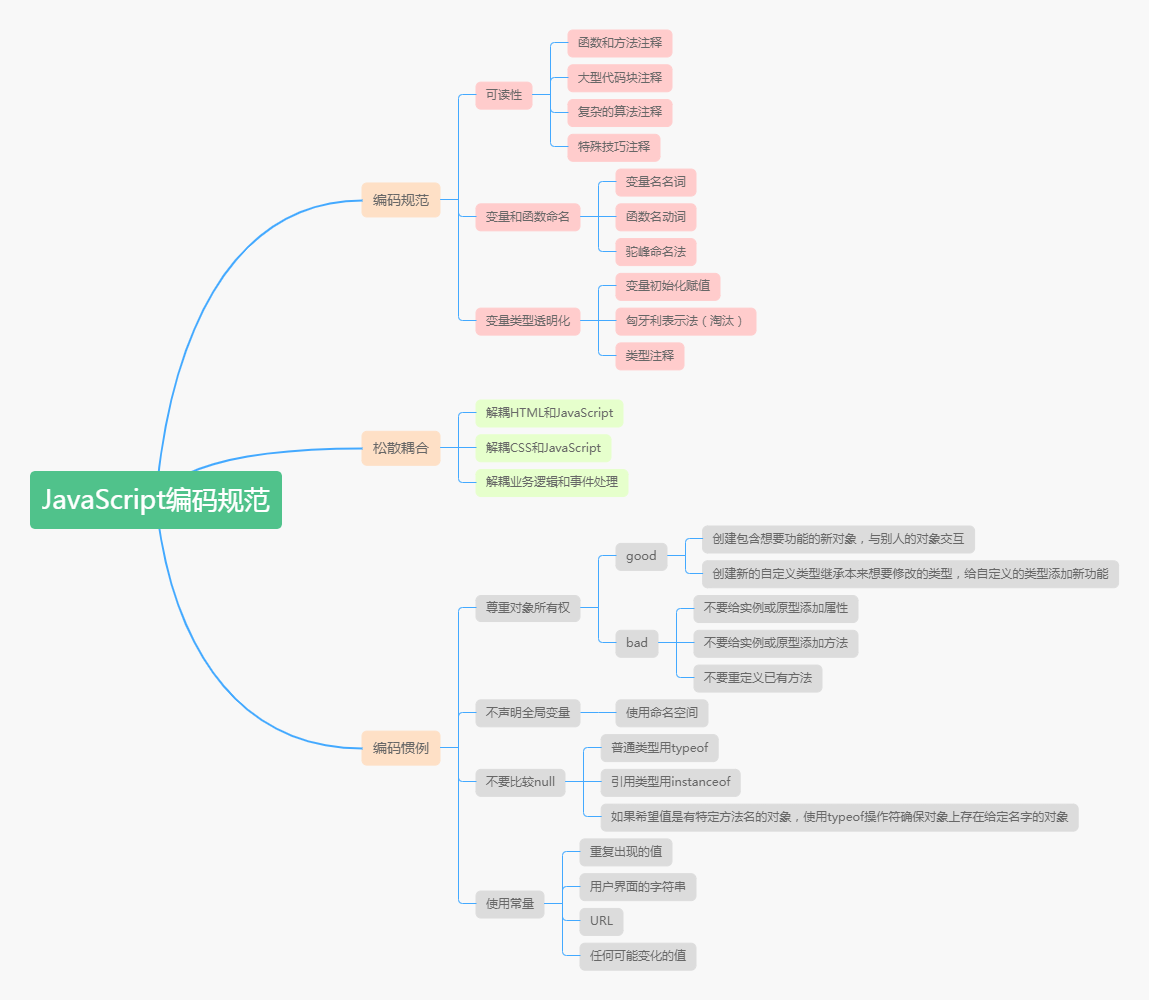 JavaScript编码规范
编码规范
可读性
函数和方法注释
大型代码块注释
复杂的算法注释
特殊技巧注释
变量和函数命名
变量名名词
函数名动词
驼峰命名法
变量类型透明化
变量初始化赋值
匈牙利表示法（淘汰）
类型注释
松散耦合
解耦HTML和JavaScript
解耦CSS和JavaScript
解耦业务逻辑和事件处理
编码惯例
尊重对象所有权
good
创建包含想要功能的新对象，与别人的对象交互
创建新的自定义类型继承本来想要修改的类型，给自定义的类型添加新功能
bad
不要给实例或原型添加属性
不要给实例或原型添加方法
不要重定义已有方法
不声明全局变量
使用命名空间
不要比较null
普通类型用typeof
引用类型用instanceof
如果希望值是有特定方法名的对象，使用typeof操作符确保对象上存在给定名字的对象
使用常量
重复出现的值
用户界面的字符串
URL
任何可能变化的值